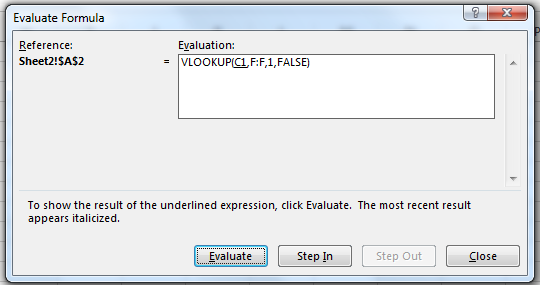 Evaluate Formula
?
Reference:
Evaluation:
Sheet2!$A$2
=
VLOOKUP(C1,F:F,1,FALSE)
To show the result of the underlined expression, click Evaluate. The most recent result
appears italicized.
Evaluate
Step In
Step Out
Close